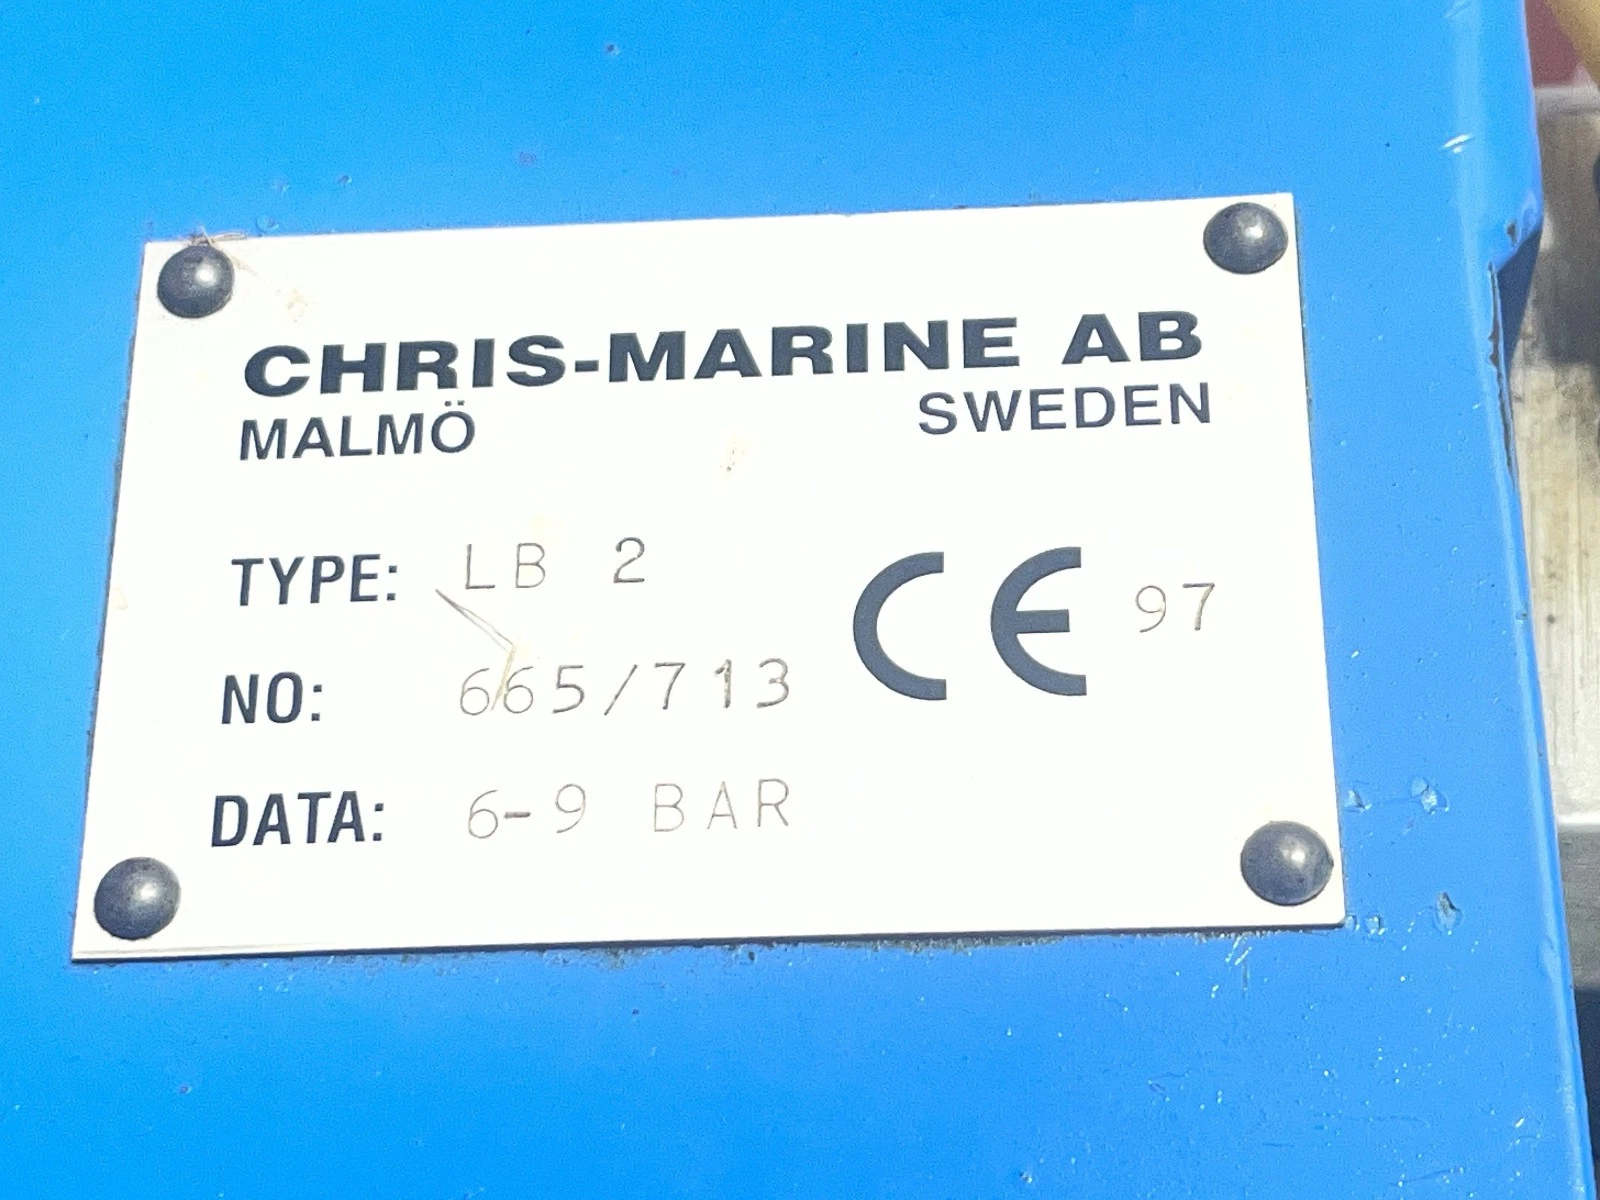 CHRIS-MARINE AB
MALMÖ SWEDEN
TYPE: LB 2
CE 97
NO: 665/713
DATA: 6-9 BAR